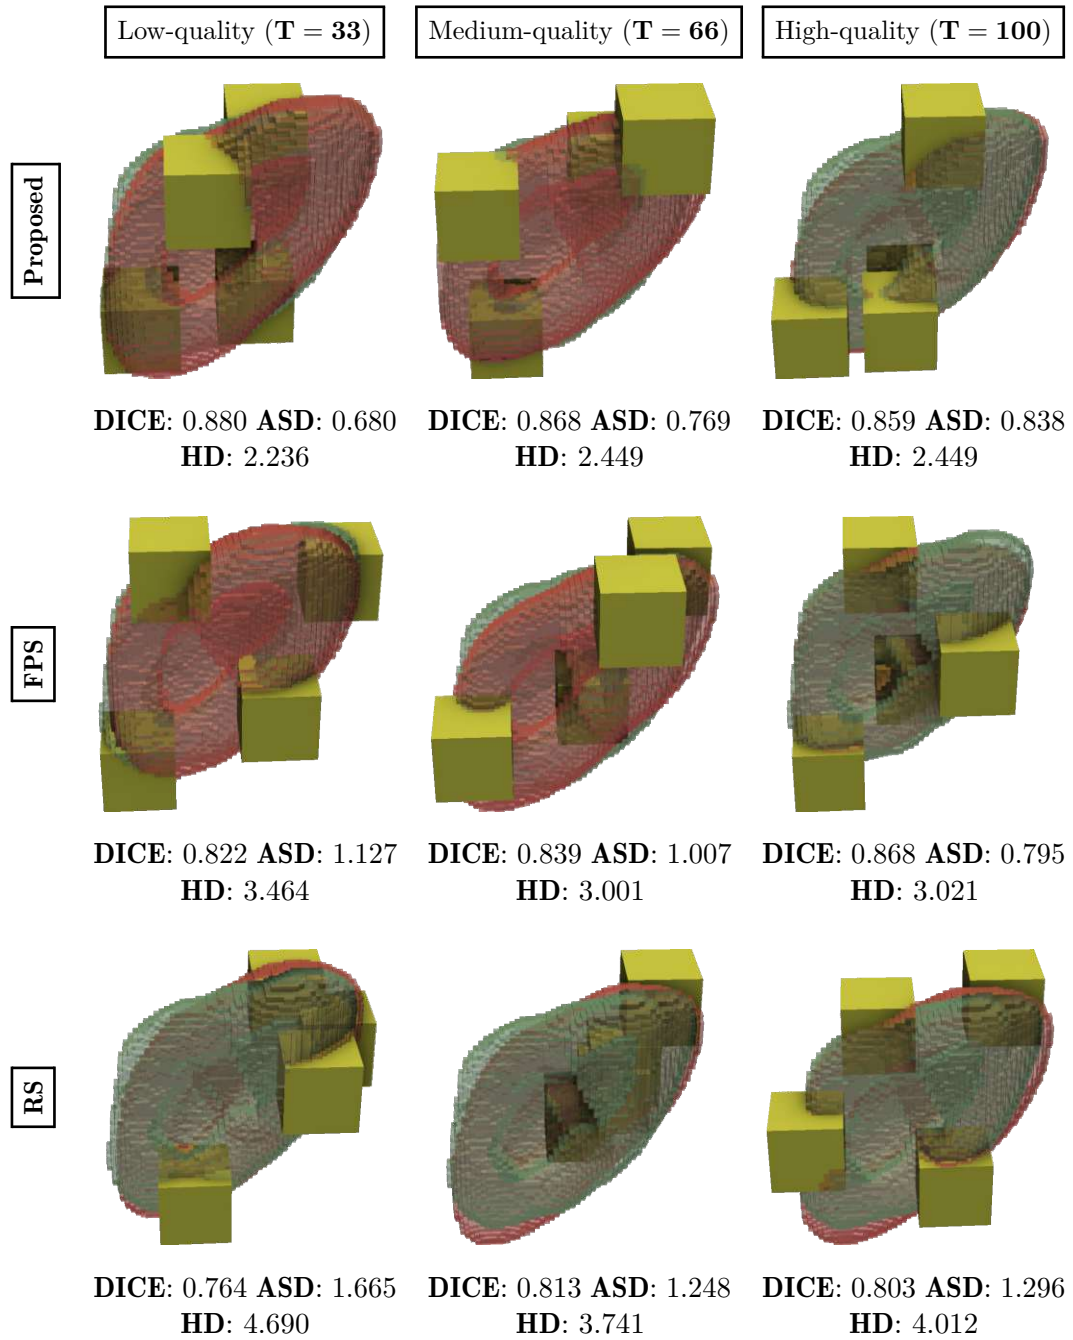 Low-quality (T = 33)
Medium-quality (T = 66)
High-quality (T = 100)
Proposed
DICE: 0.880 ASD: 0.680
HD: 2.236
DICE: 0.868 ASD: 0.769
HD: 2.449
DICE: 0.859 ASD: 0.838
HD: 2.449
FPS
DICE: 0.822 ASD: 1.127
HD: 3.464
DICE: 0.839 ASD: 1.007
HD: 3.001
DICE: 0.868 ASD: 0.795
HD: 3.021
RS
DICE: 0.764 ASD: 1.665
HD: 4.690
DICE: 0.813 ASD: 1.248
HD: 3.741
DICE: 0.803 ASD: 1.296
HD: 4.012